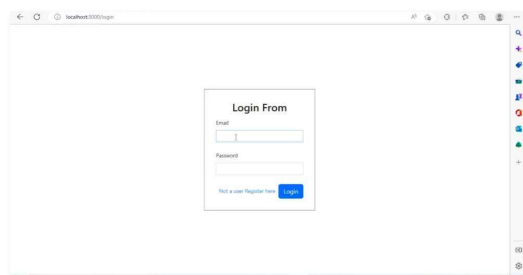 localhost:3000/login
Login From
Email
Password
Not a user Register here
Login